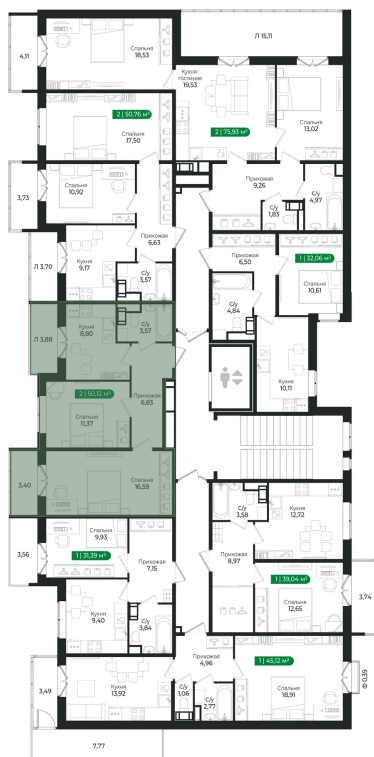 Л 15,11
4,11
Спальня
18,53
Кухня-
гостиная
19,53
Спальня
13,02
2 | 50,76 м²
Спальня
17,50
2 | 75,93 м²
Прихожая
9,26
С/у
1,83
С/у
4,97
3,73
Спальня
10,92
Прихожая
6,63
Прихожая
6,50
1 | 32,06 м²
Спальня
10,61
Л 3,70
Кухня
9,17
С/у
3,57
С/у
4,84
Л 3,88
Кухня
8,80
С/у
3,57
Кухня
10,11
2 | 50,12 м²
Спальня
11,37
Прихожая
6,83
3,40
Спальня
16,59
С/у
3,58
Кухня
12,72
3,56
Спальня
9,93
1 | 31,39 м²
Прихожая
7,15
Прихожая
8,97
1 | 39,04 м²
Спальня
12,65
3,74
Кухня
9,40
С/у
3,84
Прихожая
4,96
1 | 45,12 м²
Ф 0,39
3,49
Кухня
13,92
С/у
1,06
С/у
2,77
Спальня
18,91
7,77